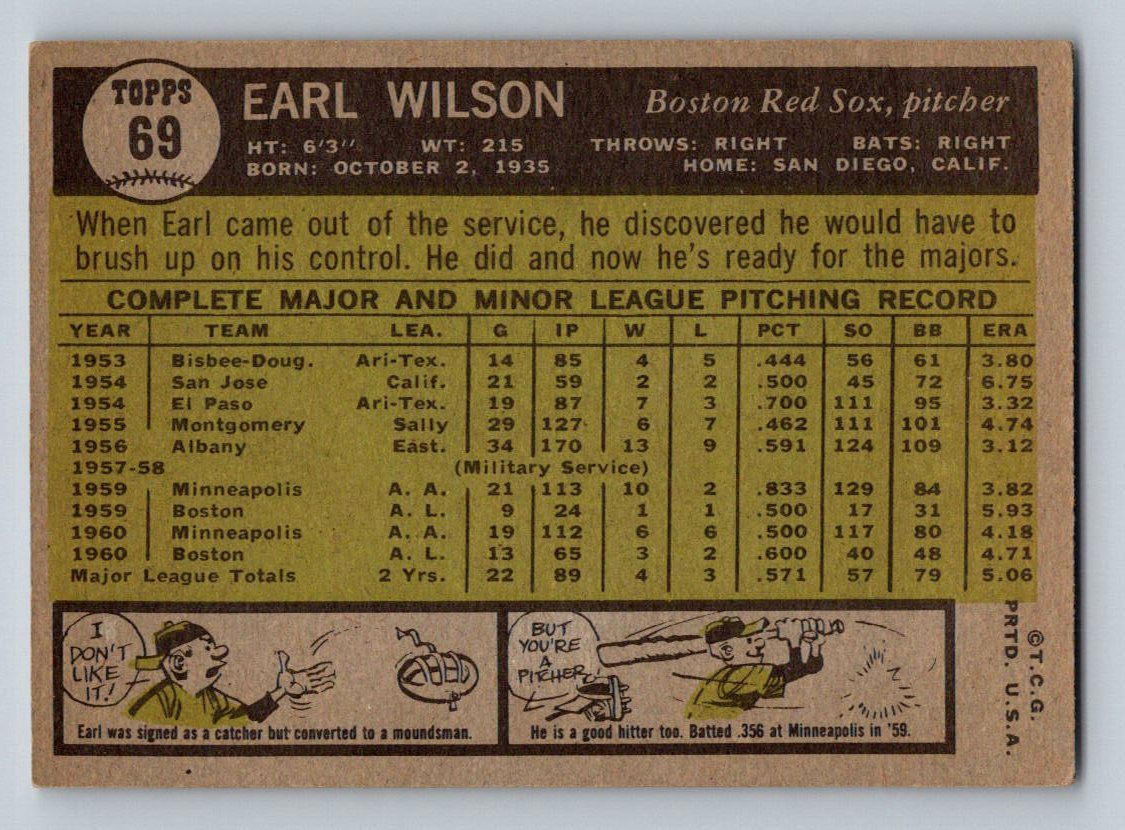 TOPPS
69
EARL WILSON
Boston Red Sox, pitcher
HT: 6'3" WT: 215 THROWS: RIGHT BATS: RIGHT
BORN: OCTOBER 2, 1935 HOME: SAN DIEGO, CALIF.
When Earl came out of the service, he discovered he would have to
brush up on his control. He did and now he's ready for the majors.
COMPLETE MAJOR AND MINOR LEAGUE PITCHING RECORD
YEAR TEAM LEA. G IP W L PCT SO BB ERA
1953 Bisbee-Doug. Ari-Tex. 14 85 4 5 .444 56 61 3.80
1954 San Jose Calif. 21 59 2 2 .500 45 72 6.75
1954 El Paso Ari-Tex. 19 87 7 3 .700 111 95 3.32
1955 Montgomery Sally 29 127 6 7 .462 111 101 4.74
1956 Albany East. 34 170 13 9 .591 124 109 3.12
1957-58 (Military Service)
1959 Minneapolis A. A. 21 113 10 2 .833 129 84 3.82
1959 Boston A. L. 9 24 1 1 .500 17 31 5.93
1960 Minneapolis A. A. 19 112 6 6 .500 117 80 4.18
1960 Boston A. L. 13 65 3 2 .600 40 48 4.71
Major League Totals 2 Yrs. 22 89 4 3 .571 57 79 5.06
I
DON'T
LIKE
IT!
Earl was signed as a catcher but converted to a moundsman.
BUT
YOU'RE
A
PITCHER
He is a good hitter too. Batted .356 at Minneapolis in '59.
©T.C.G.
PRTD. U.S.A.